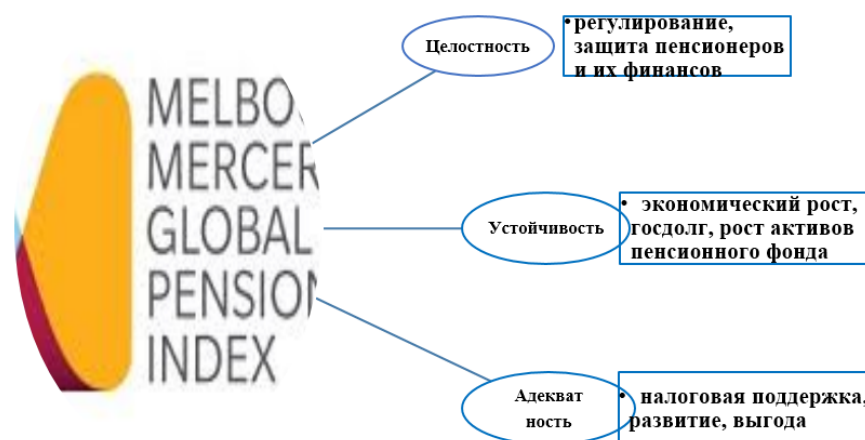 MELBO
MERCER
GLOBAL
PENSION
INDEX
Целостность
• регулирование,
защита пенсионеров
и их финансов
Устойчивость
• экономический рост,
госдолг, рост активов
пенсионного фонда
Адекват
ность
• налоговая поддержка,
развитие, выгода